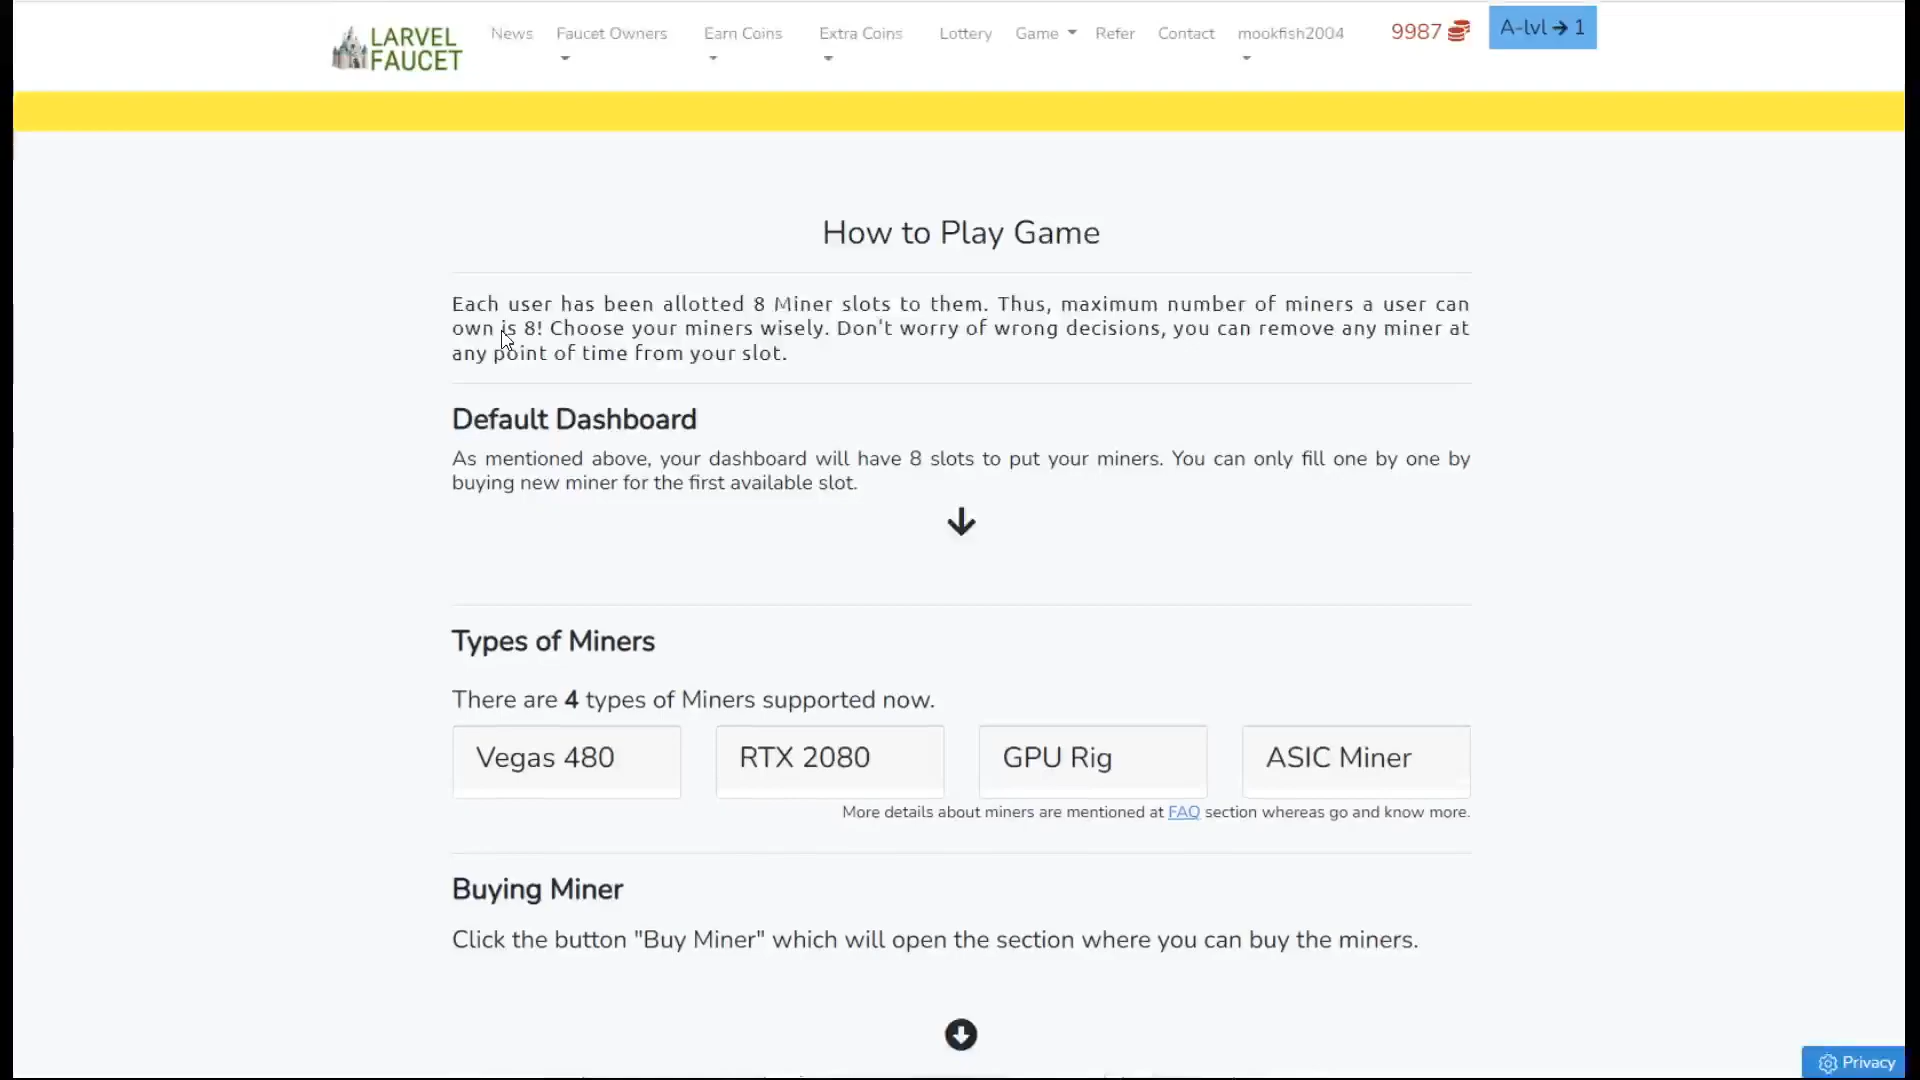 LARVEL
FAUCET
News
Faucet Owners
Earn Coins
Extra Coins
Lottery
Game
Refer
Contact
mookfish2004
9987
A-lvl → 1
How to Play Game
Each user has been allotted 8 Miner slots to them. Thus, maximum number of miners a user can
own is 8! Choose your miners wisely. Don't worry of wrong decisions, you can remove any miner at
any point of time from your slot.
Default Dashboard
As mentioned above, your dashboard will have 8 slots to put your miners. You can only fill one by one by
buying new miner for the first available slot.
Types of Miners
There are 4 types of Miners supported now.
Vegas 480
RTX 2080
GPU Rig
ASIC Miner
More details about miners are mentioned at FAQ section whereas go and know more.
Buying Miner
Click the button "Buy Miner" which will open the section where you can buy the miners.
Privacy